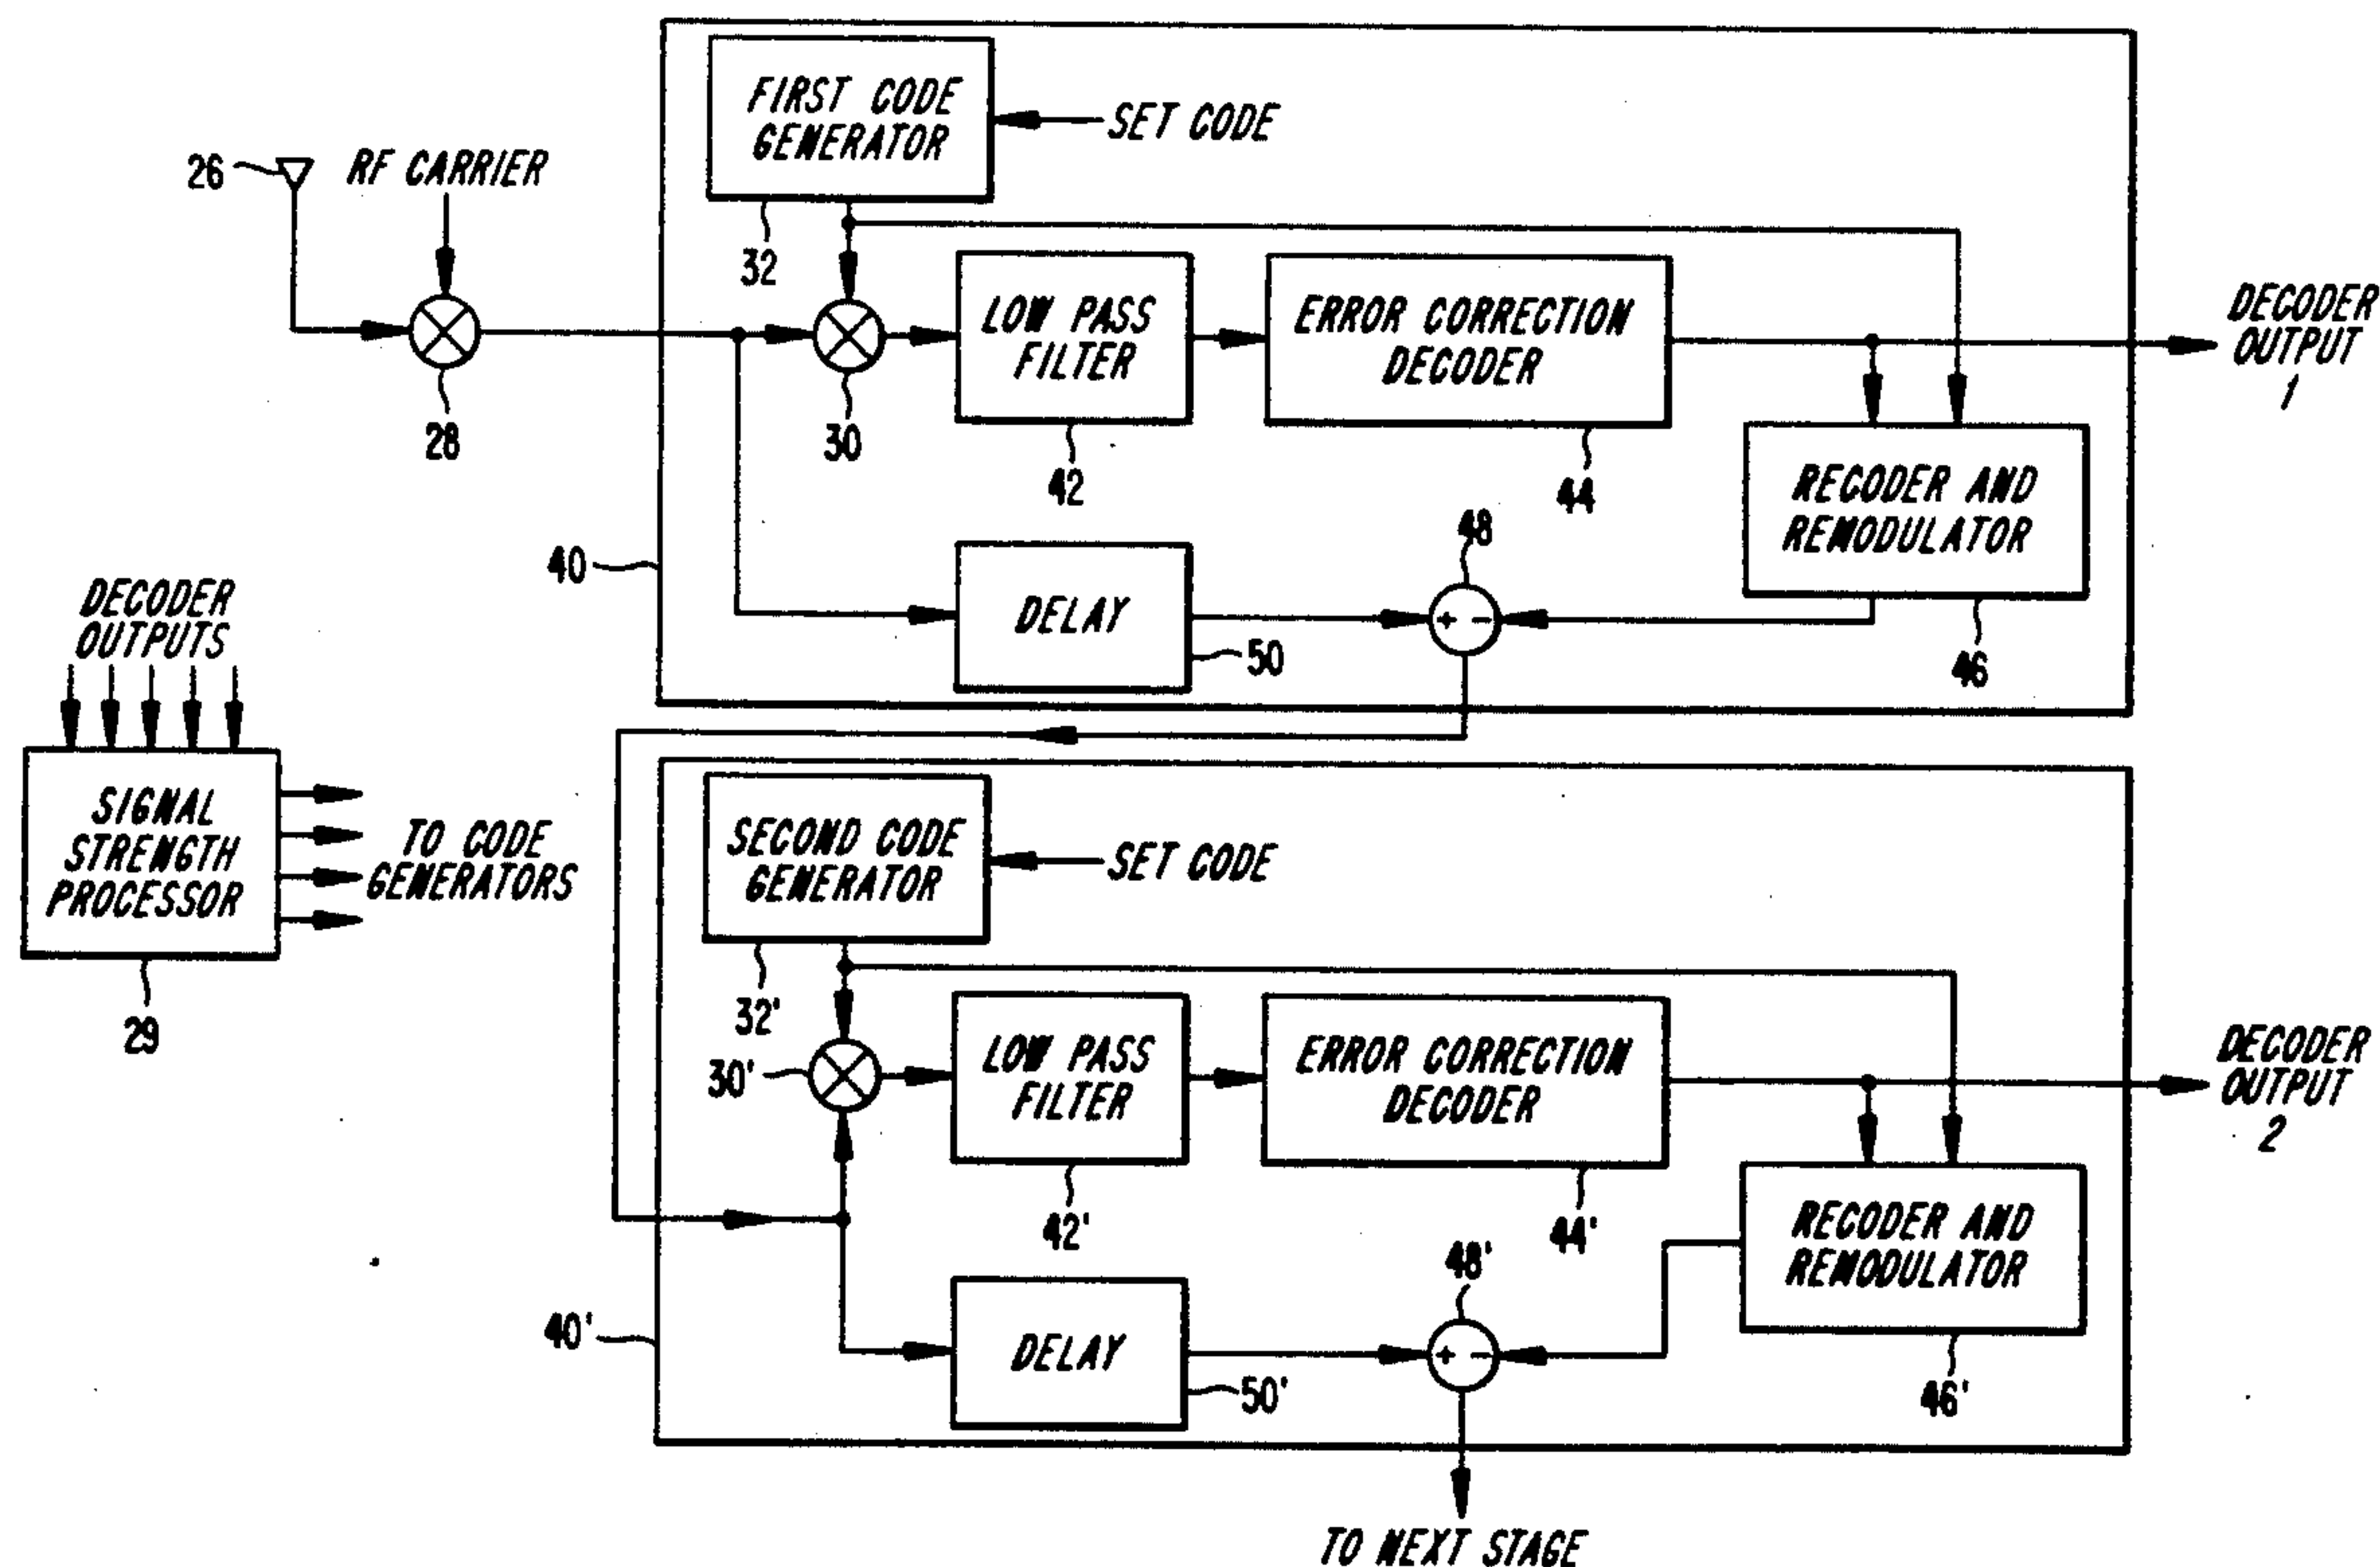 FIRST CODE
GENERATOR
SET CODE
26
RF CARRIER
32
LOW PASS
FILTER
ERROR CORRECTION
DECODER
DECODER
OUTPUT
1
28
30
42
44
RECODER AND
REMODULATOR
48
40
DELAY
+ −
50
46
DECODER
OUTPUTS
SIGNAL
STRENGTH
PROCESSOR
TO CODE
GENERATORS
29
SECOND CODE
GENERATOR
SET CODE
32'
30'
LOW PASS
FILTER
ERROR CORRECTION
DECODER
DECODER
OUTPUT
2
42'
44'
RECODER AND
REMODULATOR
48'
40'
DELAY
+ −
50'
46'
TO NEXT STAGE